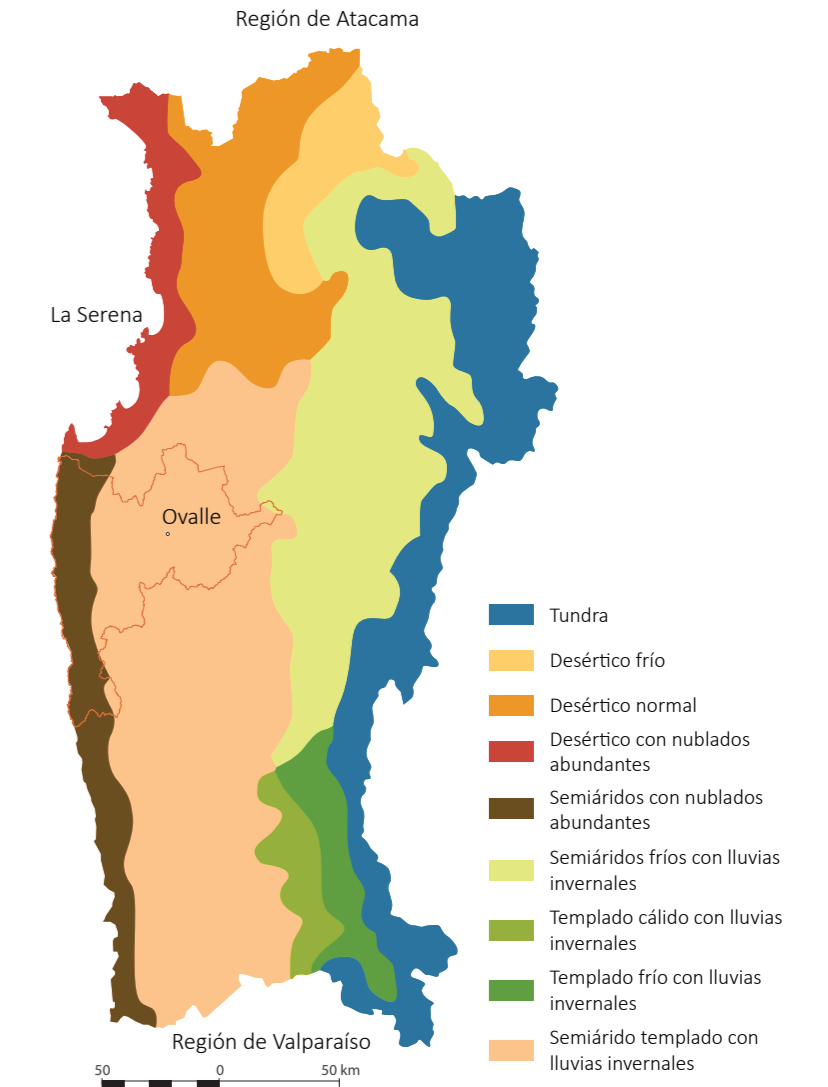 Región de Atacama
La Serena
Ovalle
Tundra
Desértico frío
Desértico normal
Desértico con nublados
abundantes
Semiáridos con nublados
abundantes
Semiáridos fríos con lluvias
invernales
Templado cálido con lluvias
invernales
Templado frío con lluvias
invernales
Semiárido templado con
lluvias invernales
Región de Valparaíso
50 0 50 km